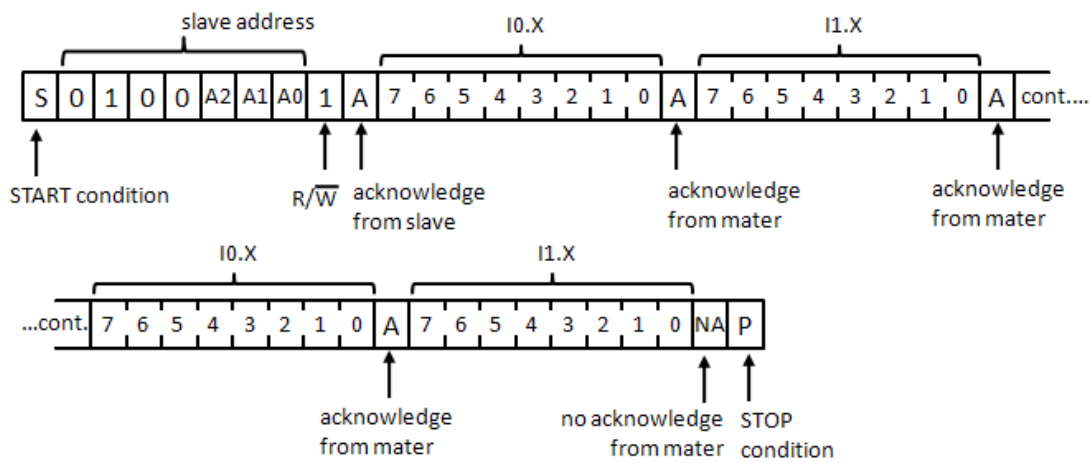 slave address I0.X I1.X
S 0 1 0 0 A2 A1 A0 1 A 7 6 5 4 3 2 1 0 A 7 6 5 4 3 2 1 0 A cont....
START condition R/W̅ acknowledge acknowledge acknowledge
from slave from mater from mater
I0.X I1.X
...cont. 7 6 5 4 3 2 1 0 A 7 6 5 4 3 2 1 0 NA P
acknowledge no acknowledge STOP
from mater from mater condition